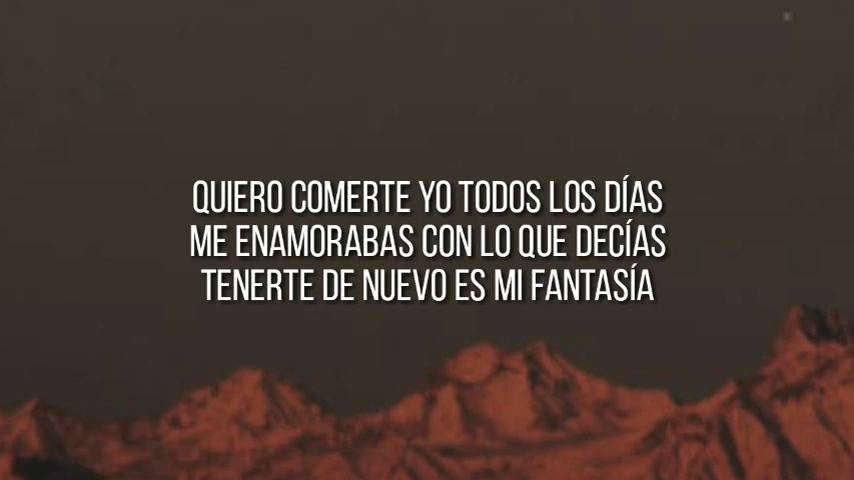 QUIERO COMERTE YO TODOS LOS DÍAS
ME ENAMORABAS CON LO QUE DECÍAS
TENERTE DE NUEVO ES MI FANTASÍA